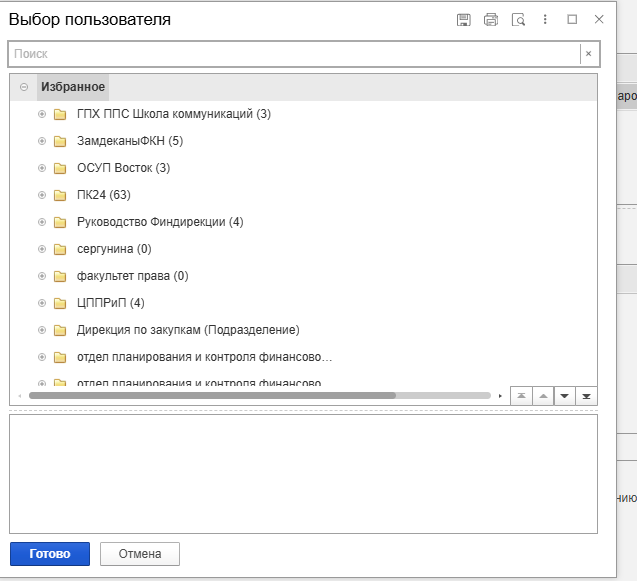 Выбор пользователя
Поиск
Избранное
аро
ГПХ ППС Школа коммуникаций (3)
ЗамдеканыФКН (5)
ОСУП Восток (3)
ПК24 (63)
Руководство Финдирекции (4)
сергунина (0)
факультет права (0)
ЦППРиП (4)
Дирекция по закупкам (Подразделение)
отдел планирования и контроля финансово…
отдел планирования и контроля финансово
нию
Готово
Отмена